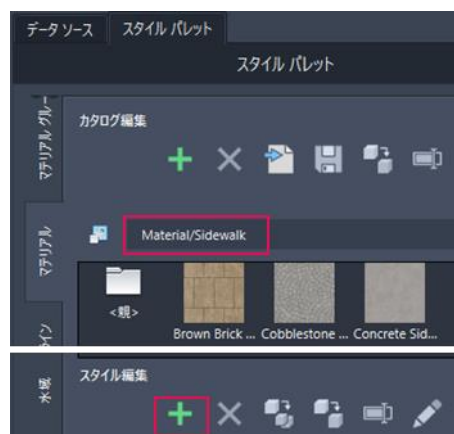 データ ソース スタイル パレット
スタイル パレット
マテリアル グルー
カタログ編集
マテリアル
Material/Sidewalk
<親>
Brown Brick ... Cobblestone ... Concrete Sid...
イン
水域
スタイル編集